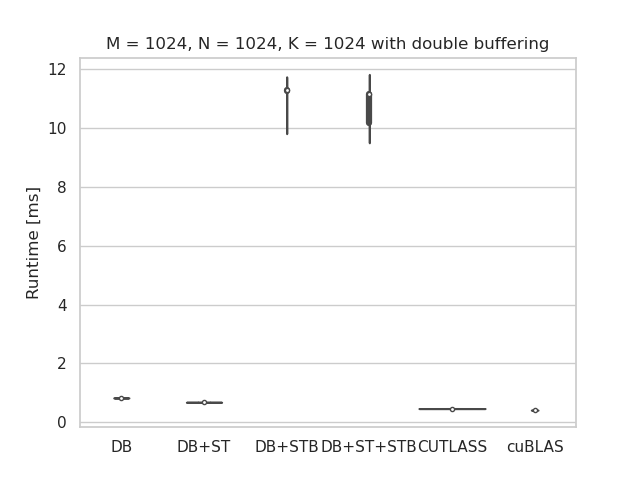 M = 1024, N = 1024, K = 1024 with double buffering
12
10
8
6
4
2
0
Runtime [ms]
DB DB+ST DB+STB DB+ST+STB CUTLASS cuBLAS